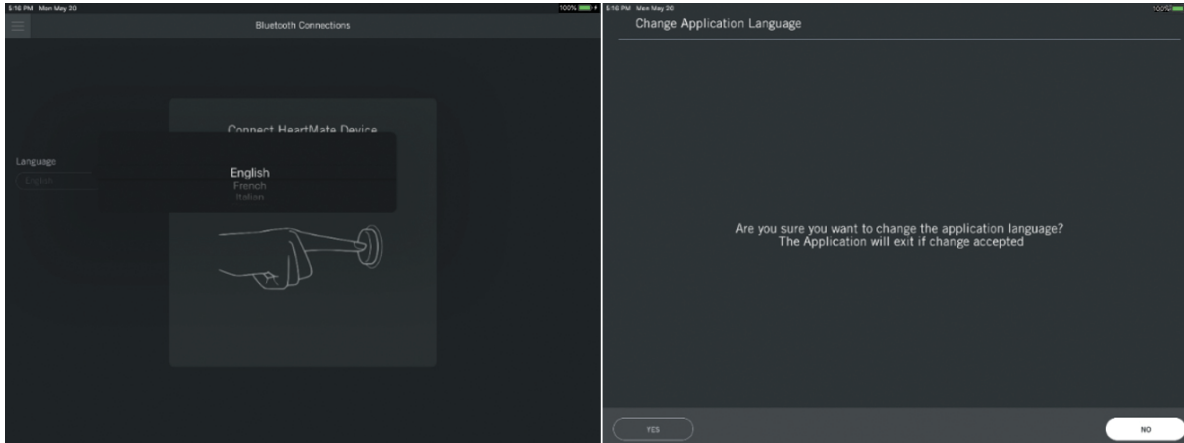 5:16 PM Mon May 20
100%
Bluetooth Connections
Connect HeartMate Device
Language
English
English
French
Italian
5:16 PM Mon May 20
100%
Change Application Language
Are you sure you want to change the application language?
The Application will exit if change accepted
YES
NO